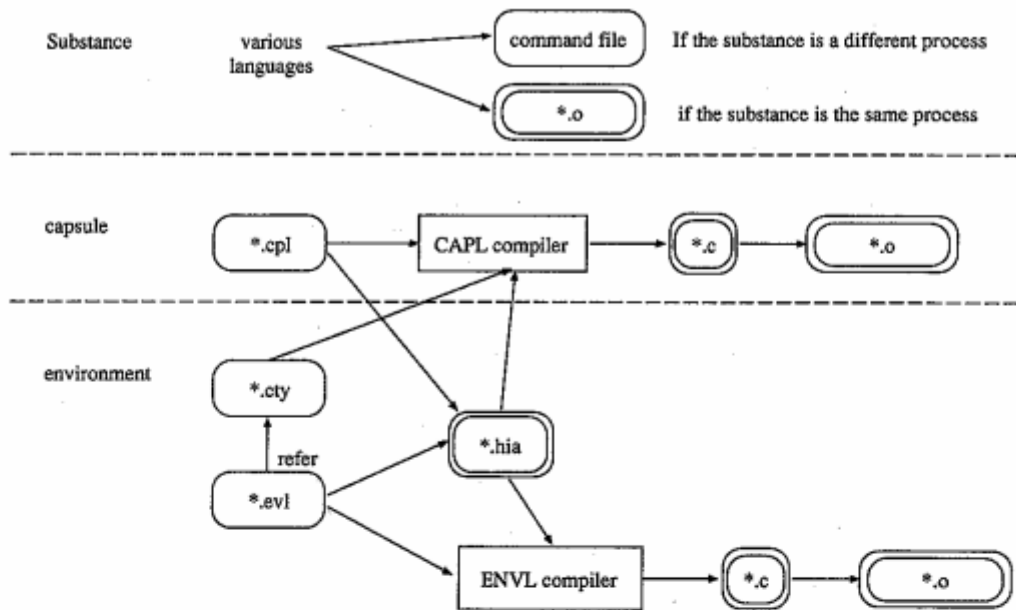 Substance
various
languages
command file
If the substance is a different process
*.o
if the substance is the same process
capsule
*.cpl
CAPL compiler
*.c
*.o
environment
*.cty
*.hia
refer
*.evl
ENVL compiler
*.c
*.o